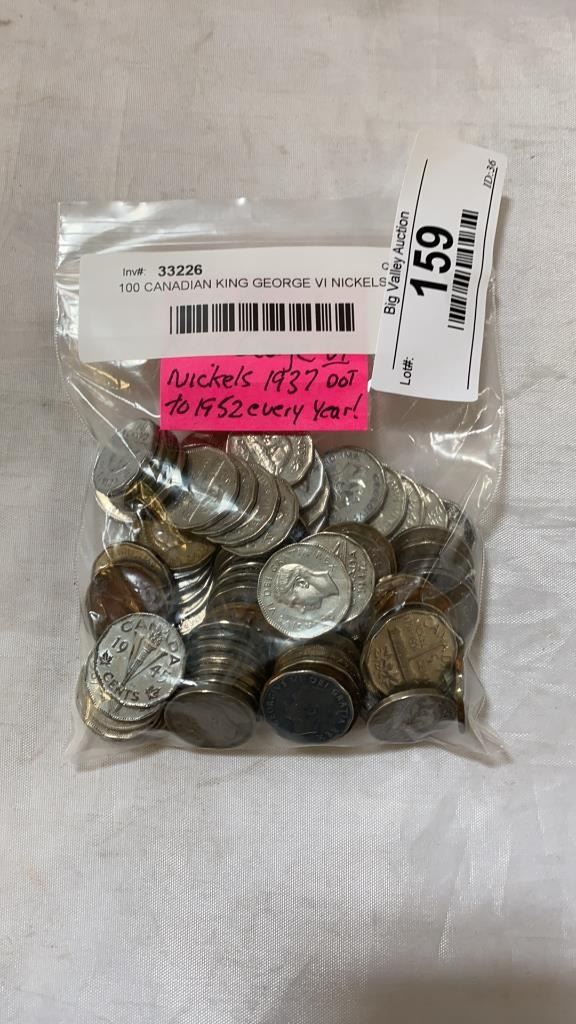 Inv#: 33226
100 CANADIAN KING GEORGE VI NICKELS
Big Valley Auction
159
Lot#:
ID:36
Nickels 1937 DOT
to 1952 every year!
CANADA
194
CENTS